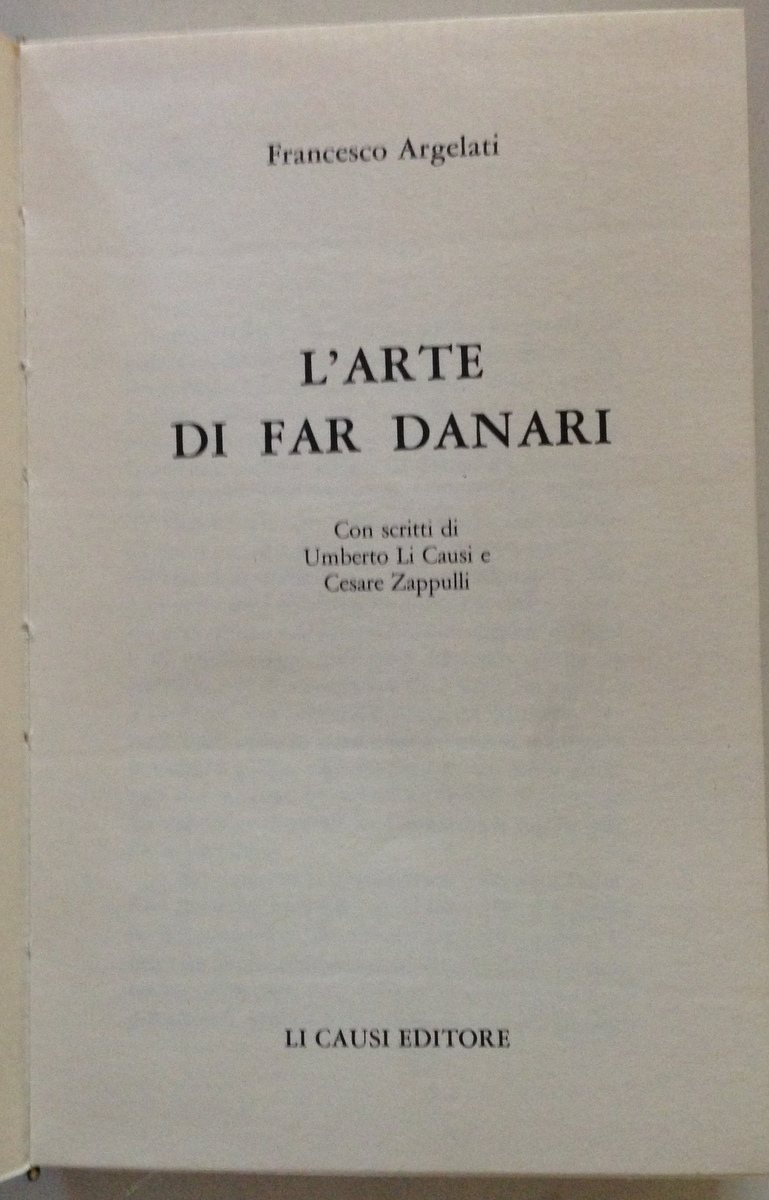 Francesco Argelati
L'ARTE
DI FAR DANARI
Con scritti di
Umberto Li Causi e
Cesare Zappulli
LI CAUSI EDITORE